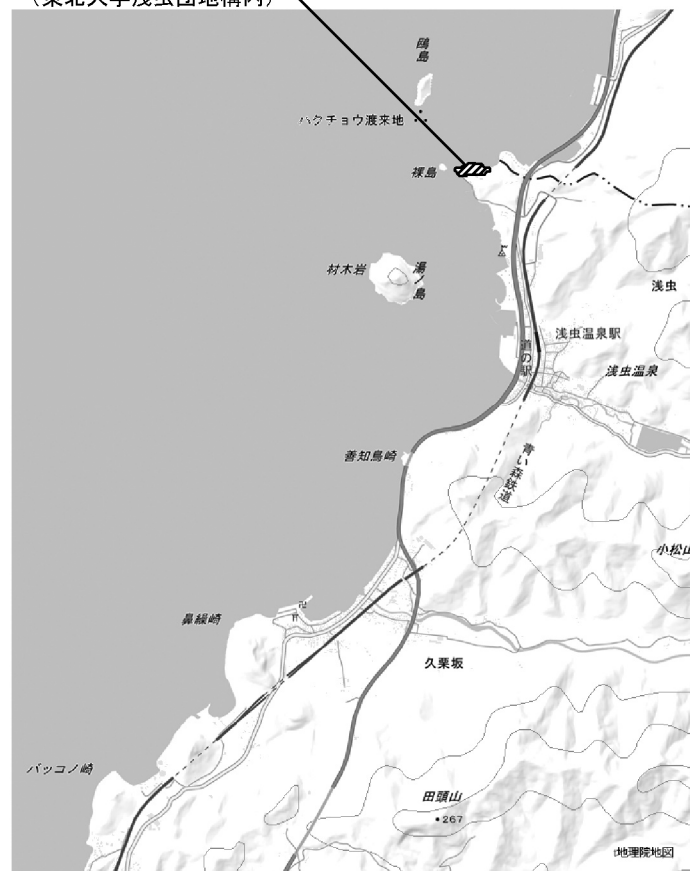 （東北大学浅虫団地構内）
鴎島
ハクチョウ渡来地
裸島
材木岩
湯ノ島
浅虫
浅虫温泉駅
道の駅
浅虫温泉
善知島崎
青い森鉄道
小松山
鼻繰崎
久栗坂
バッコノ崎
田頭山
267
地理院地図